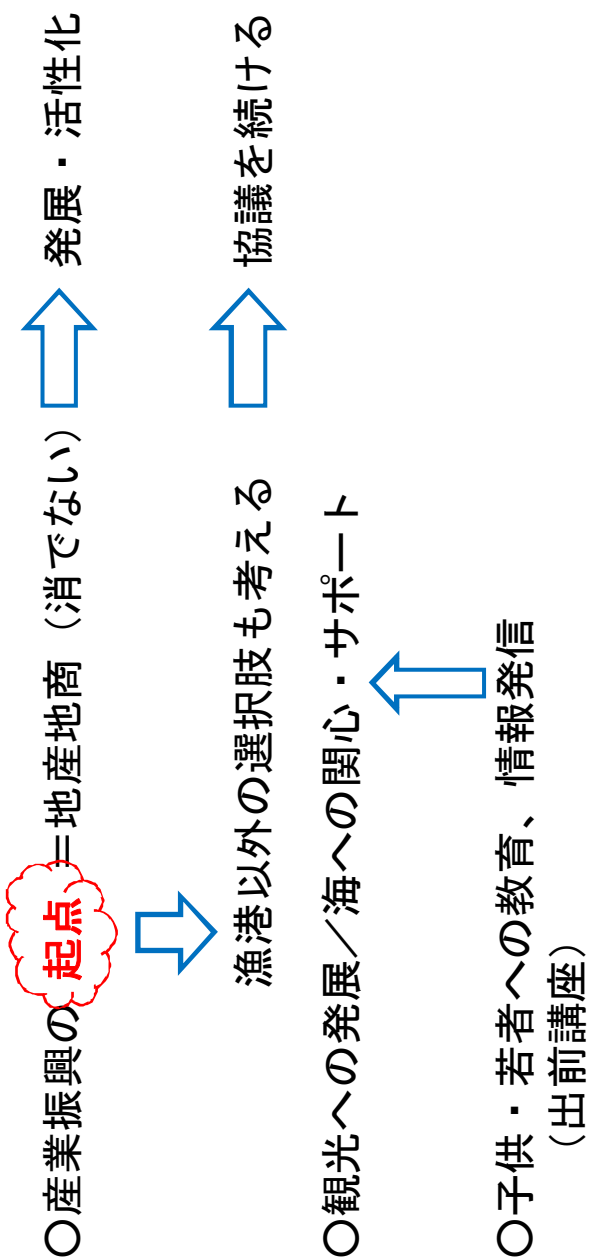 〇産業振興の起点＝地産地商（消でない） 発展・活性化
漁港以外の選択肢も考える 協議を続ける
〇観光への発展／海への関心・サポート
〇子供・若者への教育、情報発信
（出前講座）